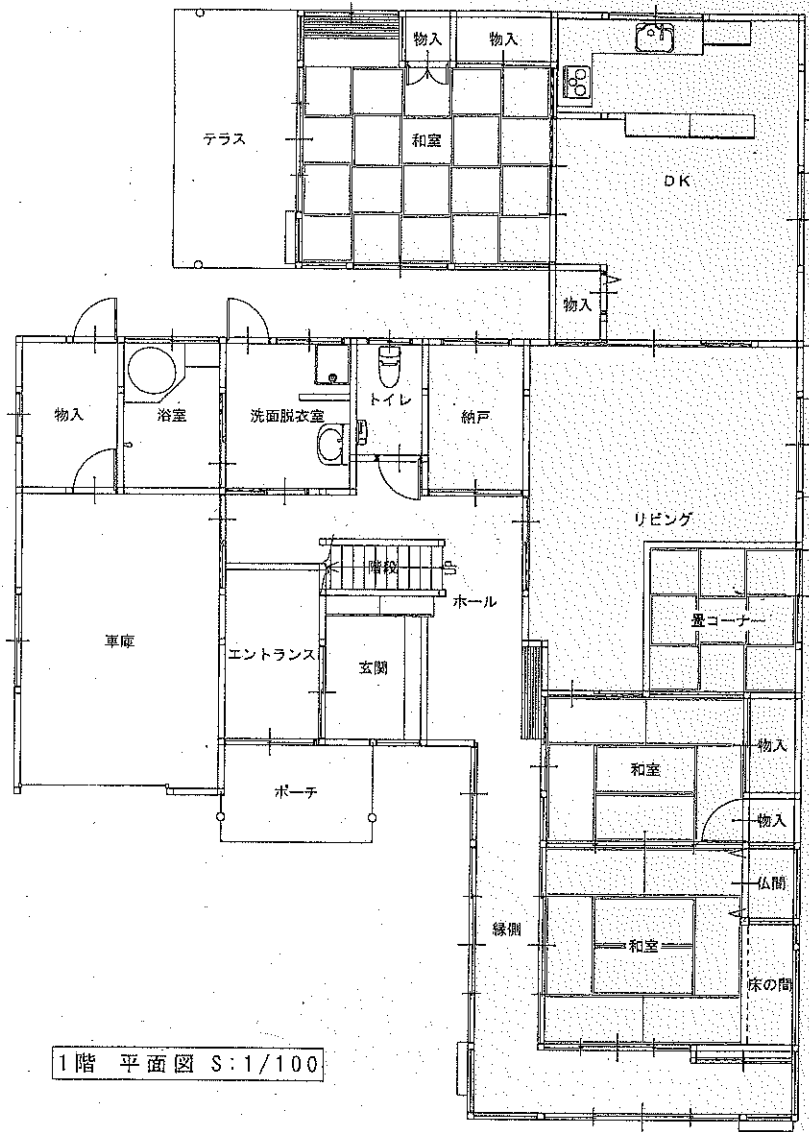 物入
物入
テラス
和室
DK
物入
物入
浴室
洗面脱衣室
トイレ
納戸
リビング
階段
ホール
畳コーナー
車庫
エントランス
玄関
ポーチ
和室
物入
物入
仏間
縁側
和室
床の間
1階 平面図 S:1/100